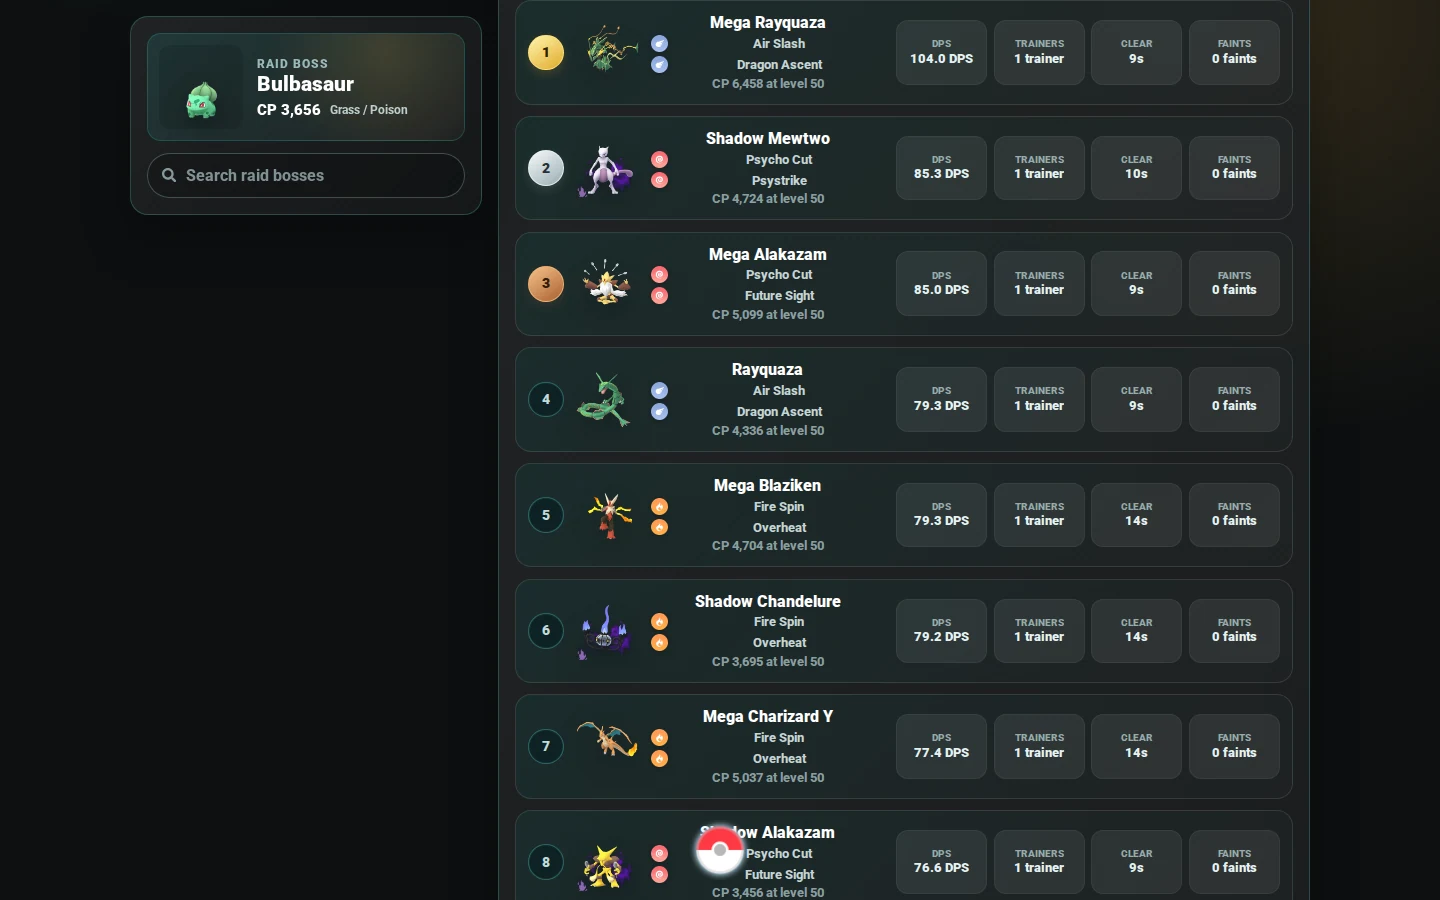 RAID BOSS
Bulbasaur
CP 3,656 Grass / Poison
Search raid bosses
1
Mega Rayquaza
Air Slash
Dragon Ascent
CP 6,458 at level 50
DPS
104.0 DPS
TRAINERS
1 trainer
CLEAR
9s
FAINTS
0 faints
2
Shadow Mewtwo
Psycho Cut
Psystrike
CP 4,724 at level 50
DPS
85.3 DPS
TRAINERS
1 trainer
CLEAR
10s
FAINTS
0 faints
3
Mega Alakazam
Psycho Cut
Future Sight
CP 5,099 at level 50
DPS
85.0 DPS
TRAINERS
1 trainer
CLEAR
9s
FAINTS
0 faints
4
Rayquaza
Air Slash
Dragon Ascent
CP 4,336 at level 50
DPS
79.3 DPS
TRAINERS
1 trainer
CLEAR
9s
FAINTS
0 faints
5
Mega Blaziken
Fire Spin
Overheat
CP 4,704 at level 50
DPS
79.3 DPS
TRAINERS
1 trainer
CLEAR
14s
FAINTS
0 faints
6
Shadow Chandelure
Fire Spin
Overheat
CP 3,695 at level 50
DPS
79.2 DPS
TRAINERS
1 trainer
CLEAR
14s
FAINTS
0 faints
7
Mega Charizard Y
Fire Spin
Overheat
CP 5,037 at level 50
DPS
77.4 DPS
TRAINERS
1 trainer
CLEAR
14s
FAINTS
0 faints
8
Shadow Alakazam
Psycho Cut
Future Sight
CP 3,456 at level 50
DPS
76.6 DPS
TRAINERS
1 trainer
CLEAR
9s
FAINTS
0 faints